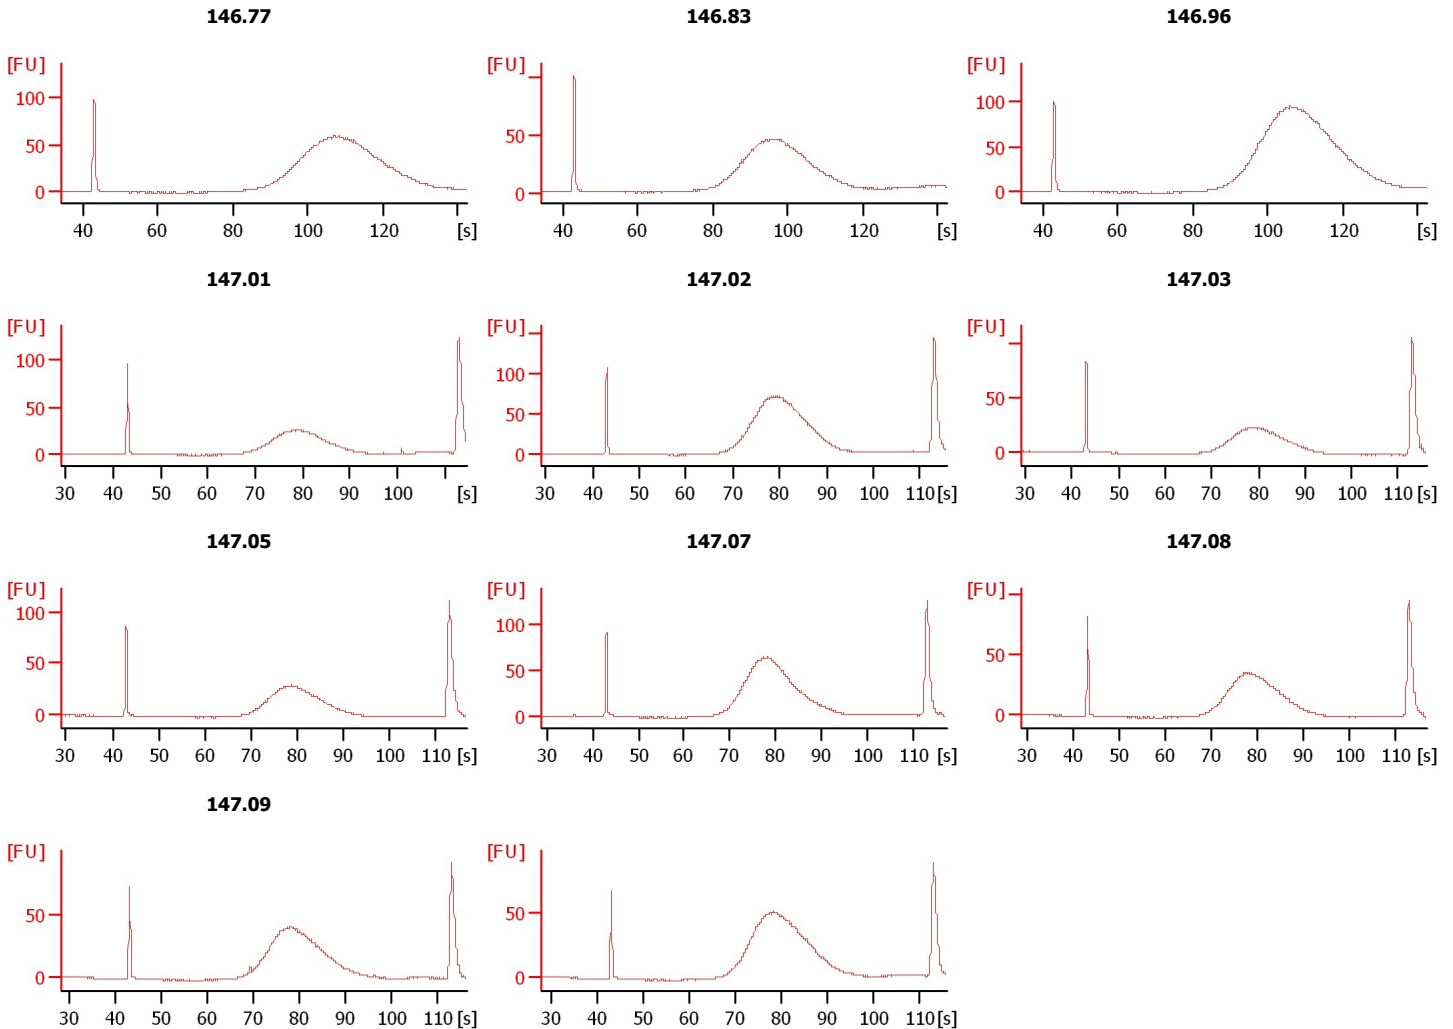 146.77 146.83 146.96
[FU] [FU] [FU]
100 100
50 50 50
0 0 0
40 60 80 100 120 [s] 40 60 80 100 120 [s] 40 60 80 100 120 [s]
147.01 147.02 147.03
[FU] [FU] [FU]
100 100
50 50 50
0 0 0
30 40 50 60 70 80 90 100 [s] 30 40 50 60 70 80 90 100 110 [s] 30 40 50 60 70 80 90 100 110 [s]
147.05 147.07 147.08
[FU] [FU] [FU]
100 100
50 50 50
0 0 0
30 40 50 60 70 80 90 100 110 [s] 30 40 50 60 70 80 90 100 110 [s] 30 40 50 60 70 80 90 100 110 [s]
147.09
[FU] [FU]
50 50
0 0
30 40 50 60 70 80 90 100 110 [s] 30 40 50 60 70 80 90 100 110 [s]